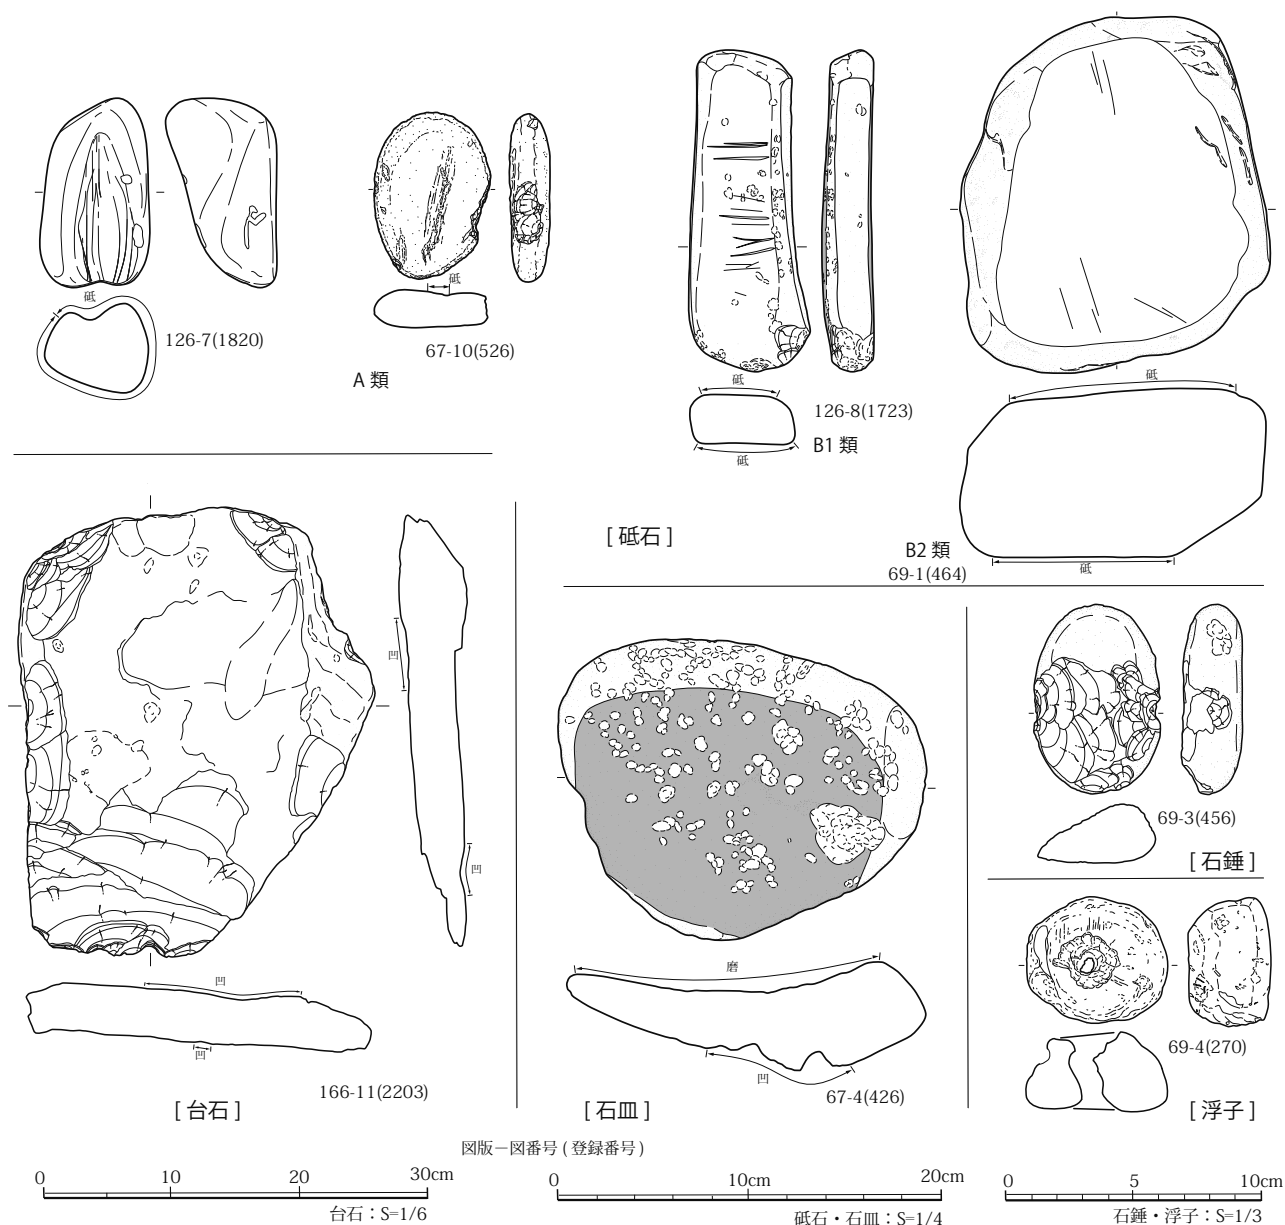 砥
126-7(1820)
砥
67-10(526)
A 類
砥
砥
126-8(1723)
B1 類
砥
砥
B2 類
69-1(464)
[ 砥石 ]
凹
凹
凹
凹
166-11(2203)
[ 台石 ]
磨
凹
67-4(426)
[ 石皿 ]
69-3(456)
[ 石錘 ]
69-4(270)
[ 浮子 ]
図版－図番号 ( 登録番号 )
0 10 20 30cm
台石：S=1/6
0 10cm 20cm
砥石・石皿：S=1/4
0 5 10cm
石錘・浮子：S=1/3